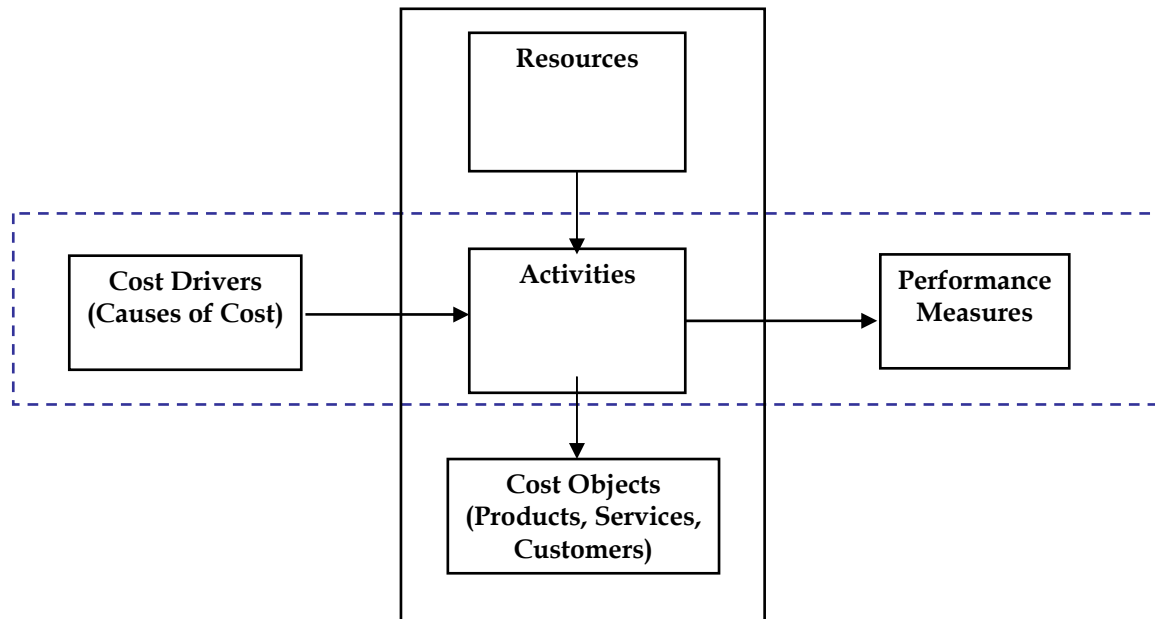 Resources
Cost Drivers
(Causes of Cost)
Activities
Performance
Measures
Cost Objects
(Products, Services,
Customers)